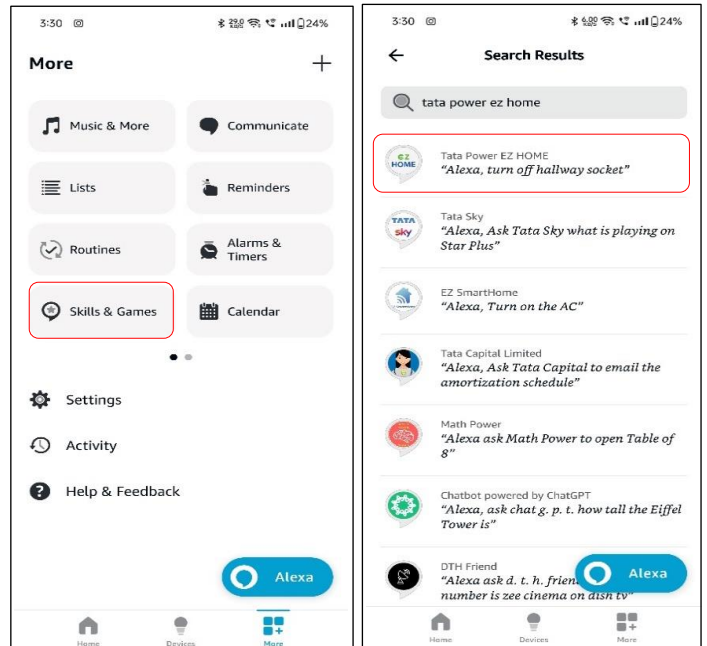 3:30
24%
More
Music & More
Communicate
Lists
Reminders
Routines
Alarms &
Timers
Skills & Games
Calendar
Settings
Activity
Help & Feedback
Alexa
Home
Devices
More
3:30
24%
Search Results
tata power ez home
EZ
HOME
Tata Power EZ HOME
“Alexa, turn off hallway socket”
TATA
sky
Tata Sky
“Alexa, Ask Tata Sky what is playing on
Star Plus”
EZ SmartHome
“Alexa, Turn on the AC”
Tata Capital Limited
“Alexa, Ask Tata Capital to email the
amortization schedule”
Math Power
“Alexa ask Math Power to open Table of
8”
Chatbot powered by ChatGPT
“Alexa, ask chat g. p. t. how tall the Eiffel
Tower is”
DTH Friend
“Alexa ask d. t. h. frien
number is zee cinema on dish tv”
Alexa
Home
Devices
More